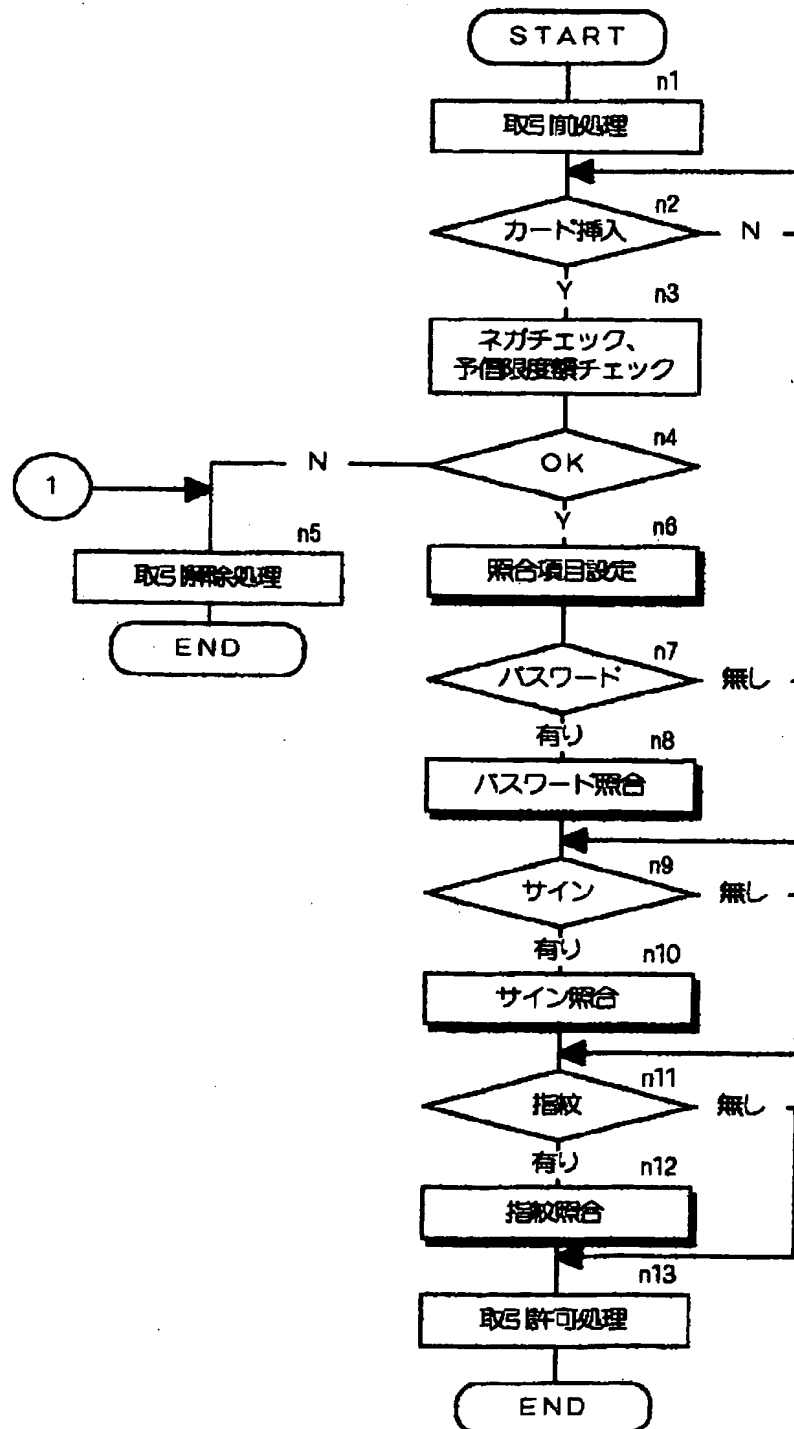 START
n1
取引前処理
n2
カード挿入
N
Y
n3
ネガチェック、
予信限度額チェック
n4
OK
N
1
Y
n5
n6
取引解除処理
照合項目設定
END
n7
パスワード
無し
有り
n8
パスワード照合
n9
サイン
無し
有り
n10
サイン照合
n11
指紋
無し
有り
n12
指紋照合
n13
取引許可処理
END